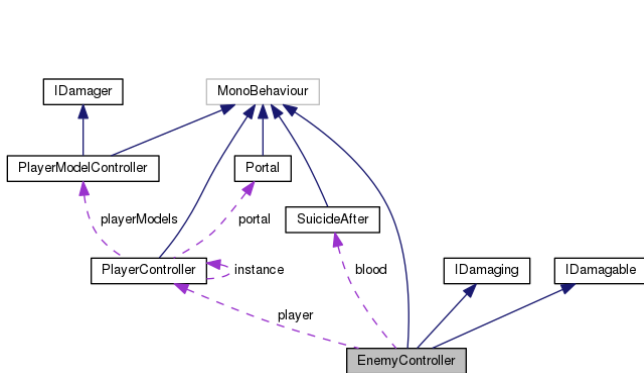 IDamager
MonoBehaviour
PlayerModelController
Portal
playerModels
portal
SuicideAfter
PlayerController
instance
blood
IDamaging
IDamagable
player
EnemyController